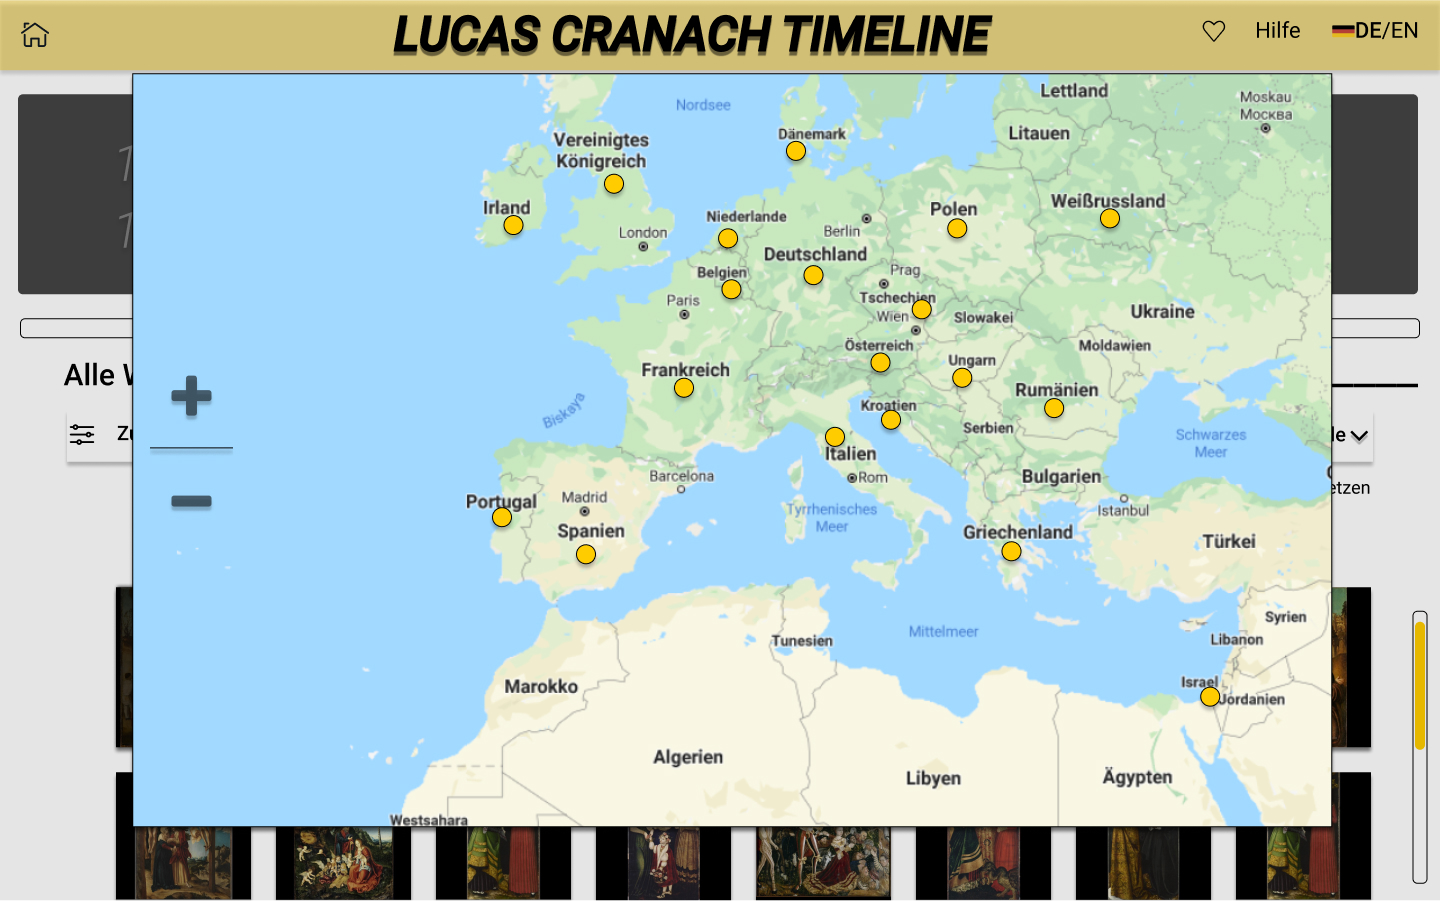 LUCAS CRANACH TIMELINE
Hilfe
DE/EN
Nordsee
Lettland
Moskau
Москва
Litauen
Dänemark
Vereinigtes
Königreich
Irland
London
Niederlande
Berlin
Polen
Weißrussland
Deutschland
Belgien
Prag
Paris
Tschechien
Wien
Slowakei
Ukraine
Österreich
Moldawien
Ungarn
Frankreich
Rumänien
Biskaya
Kroatien
Serbien
Schwarzes
Meer
Italien
Rom
Barcelona
Bulgarien
Portugal
Madrid
Spanien
Tyrrhenisches
Meer
Istanbul
Griechenland
Türkei
Mittelmeer
Tunesien
Syrien
Libanon
Marokko
Israel
Jordanien
Algerien
Libyen
Ägypten
Westsahara
Alle